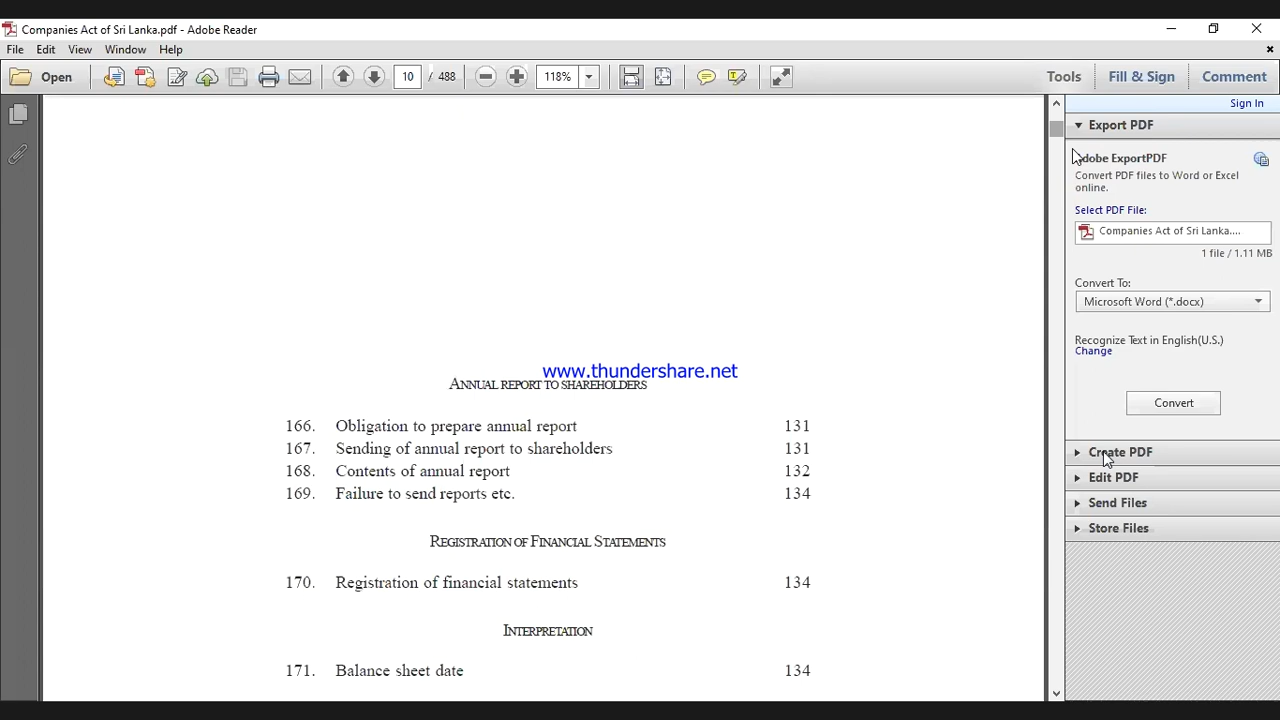 Companies Act of Sri Lanka.pdf - Adobe Reader
File Edit View Window Help
Open 10 / 488 118% Tools Fill & Sign Comment
Sign In
Export PDF
Adobe ExportPDF
Convert PDF files to Word or Excel
online.
Select PDF File:
Companies Act of Sri Lanka....
1 file / 1.11 MB
Convert To:
Microsoft Word (*.docx)
Recognize Text in English(U.S.)
Change
Convert
Create PDF
Edit PDF
Send Files
Store Files
www.thundershare.net
ANNUAL REPORT TO SHAREHOLDERS
166. Obligation to prepare annual report 131
167. Sending of annual report to shareholders 131
168. Contents of annual report 132
169. Failure to send reports etc. 134
REGISTRATION OF FINANCIAL STATEMENTS
170. Registration of financial statements 134
INTERPRETATION
171. Balance sheet date 134